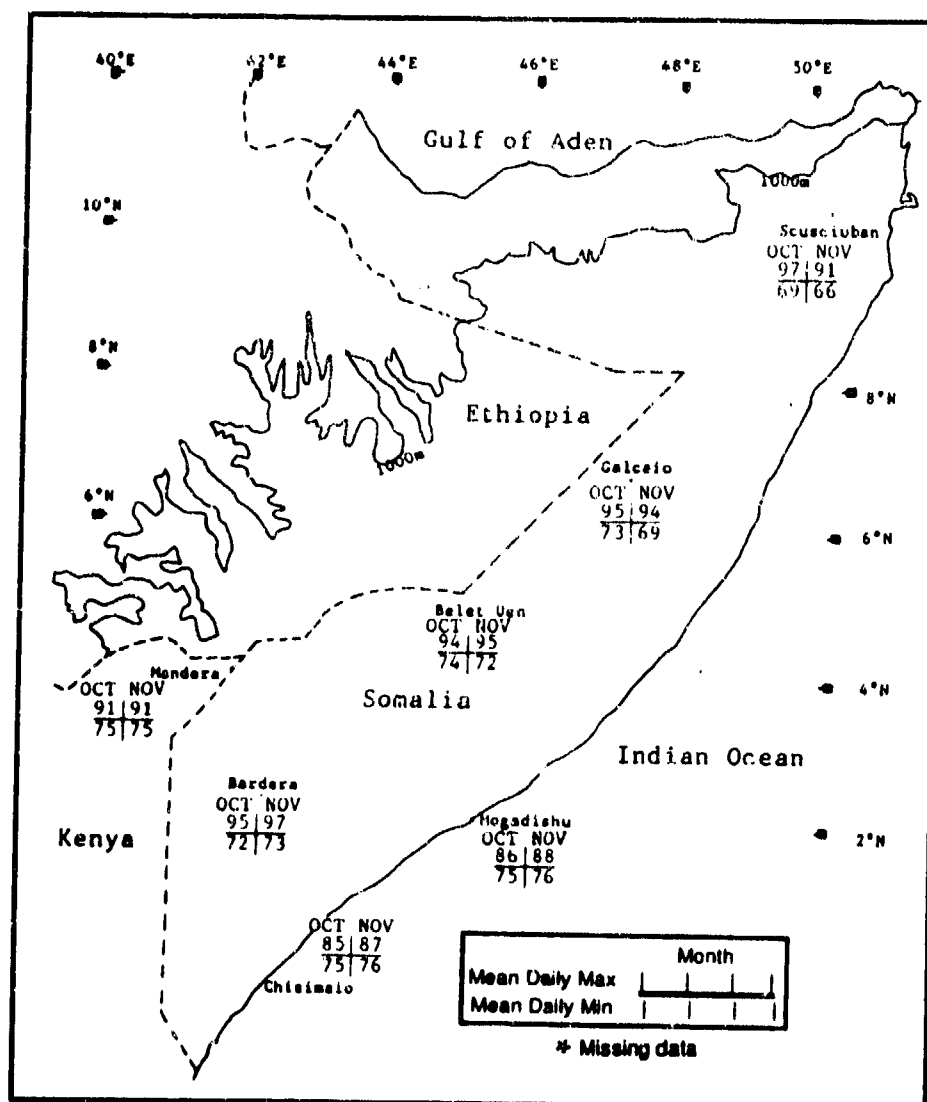 40°E 42°E 44°E 46°E 48°E 50°E
Gulf of Aden
1000m
10°N
Scusciuban
OCT NOV
97 91
69 66
8°N
8°N
Ethiopia
1000m
Galcaio
OCT NOV
95 94
73 69
6°N
6°N
Belet Uen
OCT NOV
94 95
74 72
Mandera
OCT NOV
91 91
75 75
Somalia
4°N
Indian Ocean
Bardera
OCT NOV
95 97
72 73
Kenya
Mogadishu
OCT NOV
86 88
75 76
2°N
OCT NOV
85 87
75 76
Chisimaio
Month
Mean Daily Max
Mean Daily Min
* Missing data